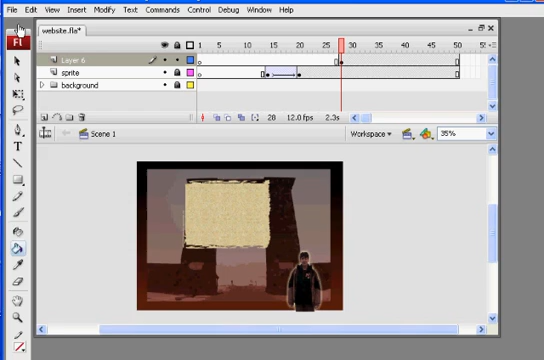 File Edit View Insert Modify Text Commands Control Debug Window Help
Fl
website.fla*
1 5 10 15 20 25 30 35 40 45 50 55
Layer 6
sprite
background
28 12.0 fps 2.3s
Scene 1 Workspace 35%
T